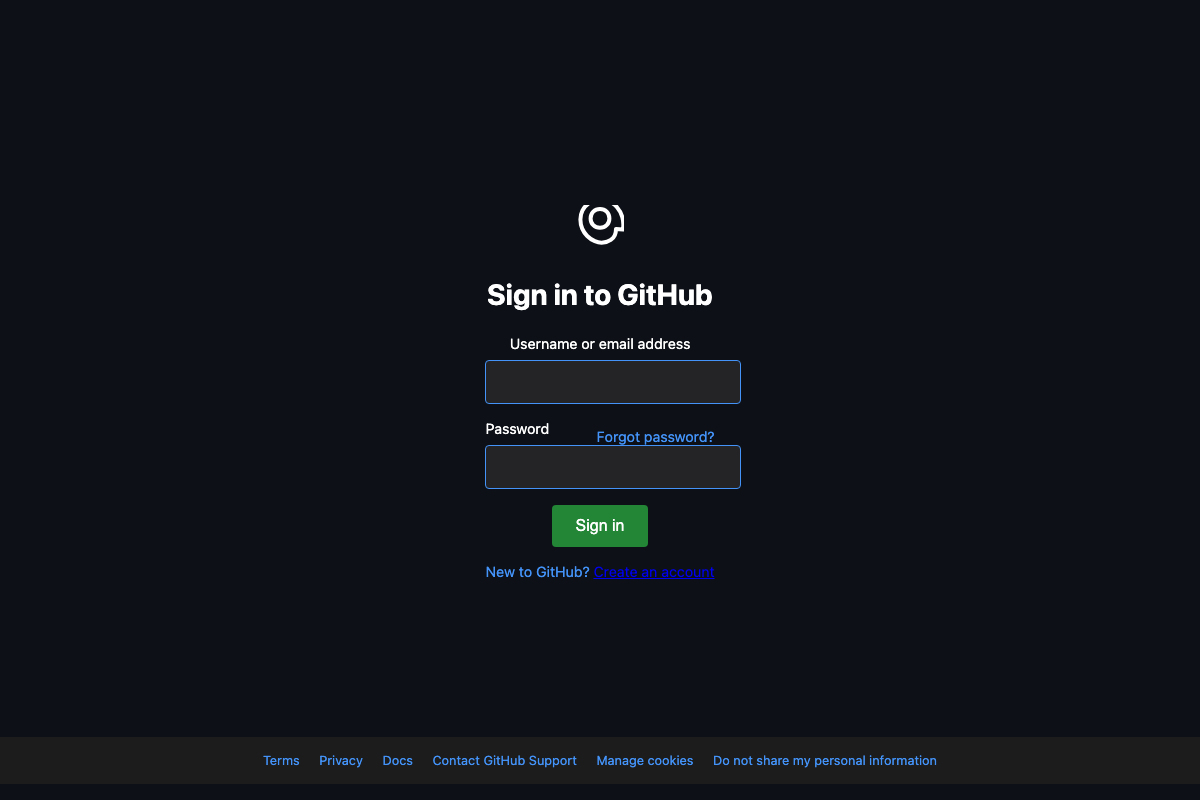 Sign in to GitHub
Username or email address
Password
Forgot password?
Sign in
New to GitHub? Create an account
Terms Privacy Docs Contact GitHub Support Manage cookies Do not share my personal information